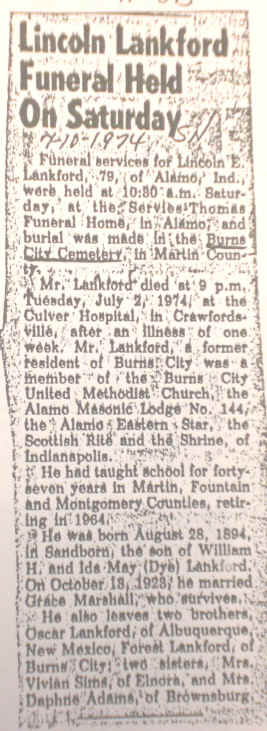 Lincoln Lankford
Funeral Held
On Saturday
7-10-1974
Funeral services for Lincoln E.
Lankford, 79, of Alamo, Ind.,
were held at 10:30 a.m. Satur-
day, at the Servies Thomas
Funeral Home, in Alamo, and
burial was made in the Burns
City Cemetery, in Martin Coun-
ty.
Mr. Lankford died at 9 p.m.
Tuesday, July 2, 1974, at the
Culver Hospital, in Crawfords-
ville, after an illness of one
week. Mr. Lankford, a former
resident of Burns City was a
member of the Burns City
United Methodist Church, the
Alamo Masonic Lodge No. 144,
the Alamo Eastern Star, the
Scottish Rite and the Shrine, of
Indianapolis.
He had taught school for forty-
seven years in Martin, Fountain
and Montgomery Counties, retir-
ing in 1964.
He was born August 28, 1894,
in Sandborn, the son of William
H. and Ida May (Dye) Lankford.
On October 13, 1923, he married
Grace Marshall, who survives.
He also leaves two brothers,
Oscar Lankford, of Albuquerque,
New Mexico, Forest Lankford, of
Burns City; two sisters, Mrs.
Vivian Sims, of Elnora, and Mrs.
Daphne Adams, of Brownsburg